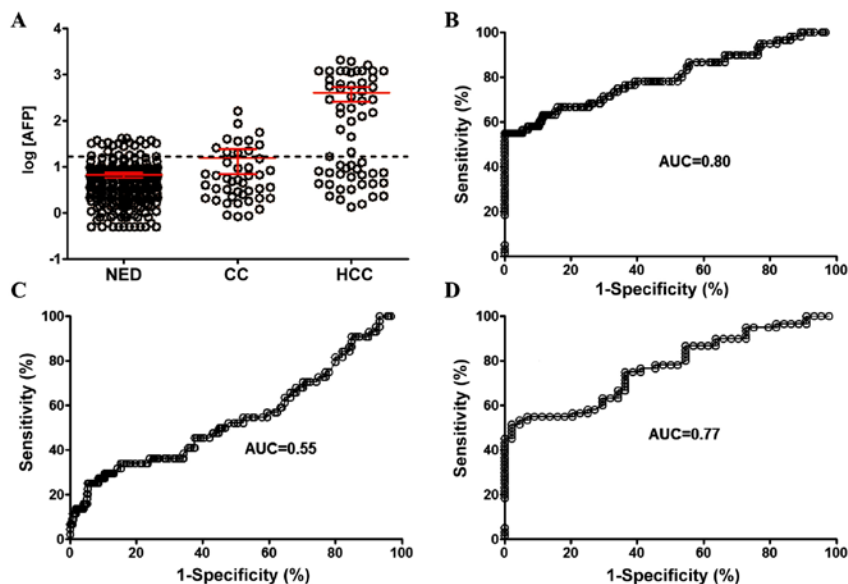 A
4
3
2
1
0
-1
log [AFP]
NED CC HCC
B
100
80
60
40
20
0
Sensitivity (%)
AUC=0.80
0 20 40 60 80 100
1-Specificity (%)
C
100
80
60
40
20
0
Sensitivity (%)
AUC=0.55
0 20 40 60 80 100
1-Specificity (%)
D
100
80
60
40
20
0
Sensitivity (%)
AUC=0.77
0 20 40 60 80 100
1-Specificity (%)